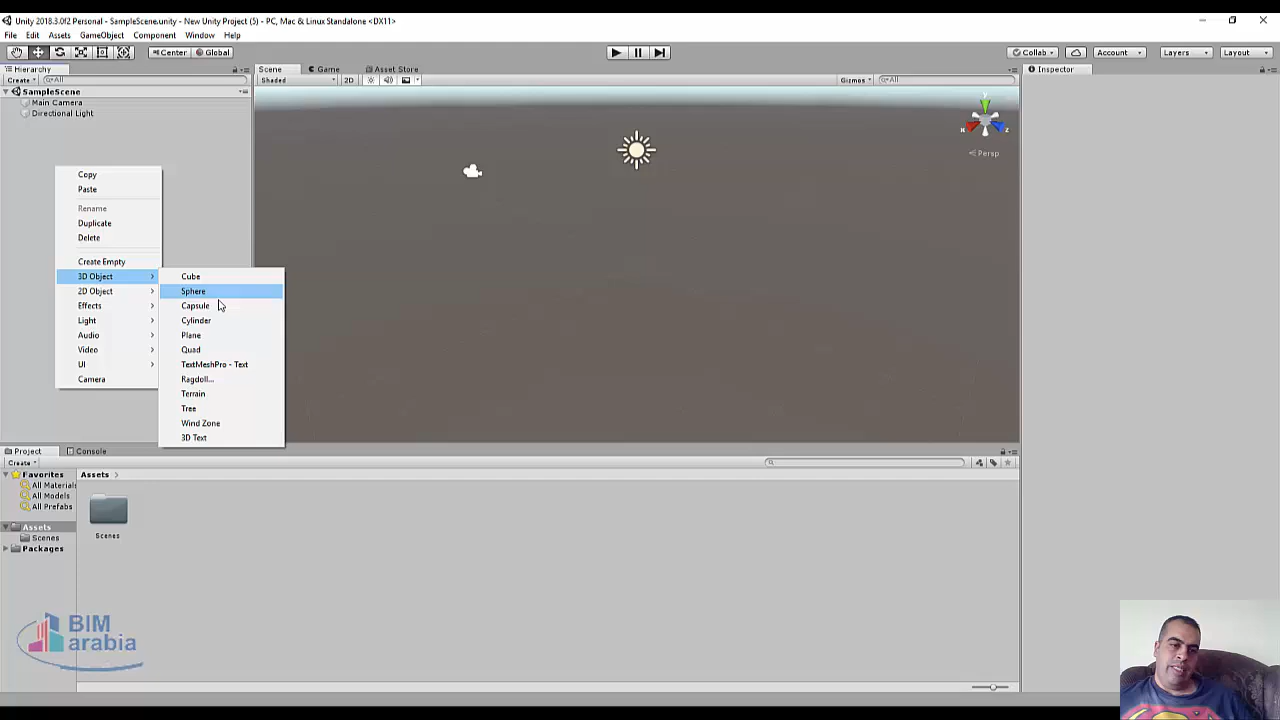 Unity 2018.3.0f2 Personal - SampleScene.unity - New Unity Project (5) - PC, Mac & Linux Standalone <DX11>
File Edit Assets GameObject Component Window Help
Center Global Collab Account Layers Layout
Hierarchy Scene Game Asset Store Inspector
Create All Shaded 2D Gizmos All
SampleScene
Main Camera
Directional Light
Persp
Copy
Paste
Rename
Duplicate
Delete
Create Empty
3D Object
2D Object
Effects
Light
Audio
Video
UI
Camera
Cube
Sphere
Capsule
Cylinder
Plane
Quad
TextMeshPro - Text
Ragdoll...
Terrain
Tree
Wind Zone
3D Text
Project Console
Create
Favorites
All Materials
All Models
All Prefabs
Assets
Scenes
Packages
Assets
Scenes
BIM
arabia